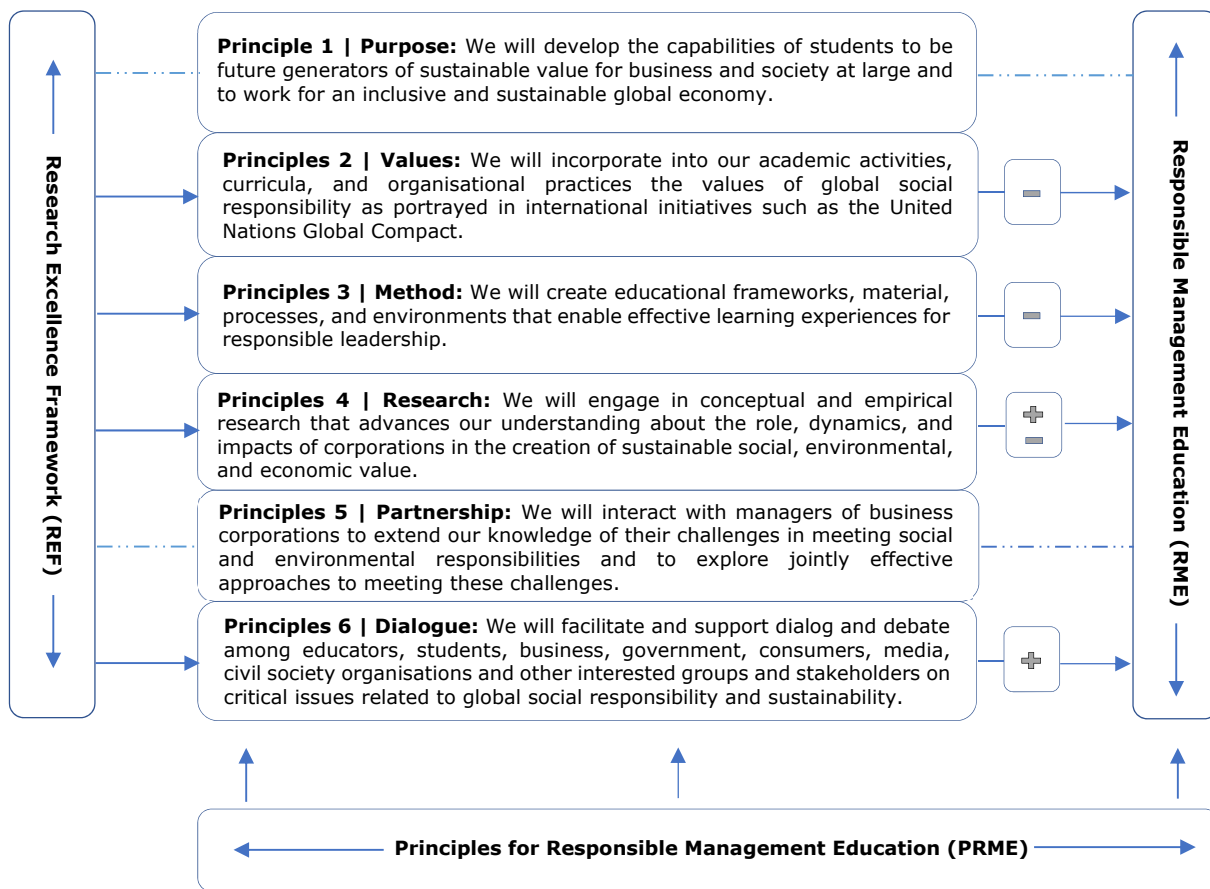 Research Excellence Framework (REF)
Principle 1 | Purpose: We will develop the capabilities of students to be
future generators of sustainable value for business and society at large and
to work for an inclusive and sustainable global economy.
Principles 2 | Values: We will incorporate into our academic activities,
curricula, and organisational practices the values of global social
responsibility as portrayed in international initiatives such as the United
Nations Global Compact.
Principles 3 | Method: We will create educational frameworks, material,
processes, and environments that enable effective learning experiences for
responsible leadership.
Principles 4 | Research: We will engage in conceptual and empirical
research that advances our understanding about the role, dynamics, and
impacts of corporations in the creation of sustainable social, environmental,
and economic value.
Principles 5 | Partnership: We will interact with managers of business
corporations to extend our knowledge of their challenges in meeting social
and environmental responsibilities and to explore jointly effective
approaches to meeting these challenges.
Principles 6 | Dialogue: We will facilitate and support dialog and debate
among educators, students, business, government, consumers, media,
civil society organisations and other interested groups and stakeholders on
critical issues related to global social responsibility and sustainability.
Responsible Management Education (RME)
Principles for Responsible Management Education (PRME)